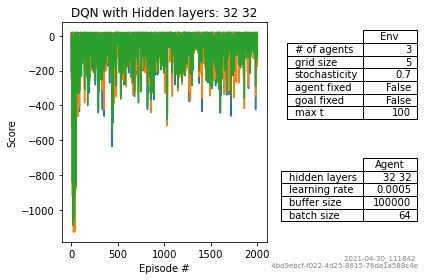 DQN with Hidden layers: 32 32
0
−200
−400
−600
−800
−1000
Score
0
500
1000
1500
2000
Episode #
Env
# of agents 3
grid size 5
stochasticity 0.7
agent fixed False
goal fixed False
max t 100
Agent
hidden layers 32 32
learning rate 0.0005
buffer size 100000
batch size 64
2021-04-30_111842
4bd9ebcf-f022-4d25-8615-76da1a588c4e